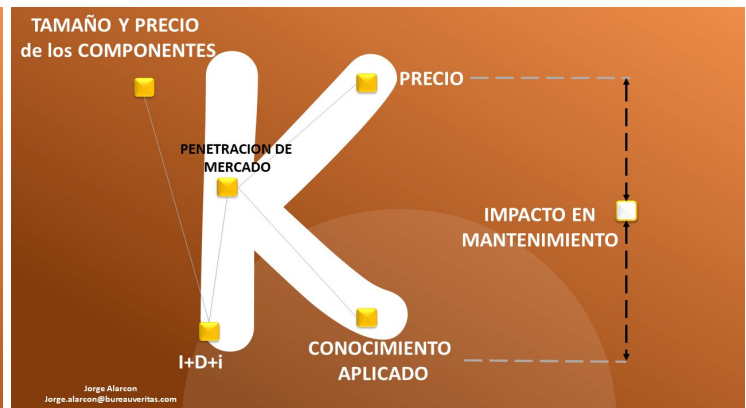 TAMAÑO Y PRECIO
de los COMPONENTES
K
PRECIO
PENETRACION DE
MERCADO
IMPACTO EN
MANTENIMIENTO
CONOCIMIENTO
APLICADO
I+D+i
Jorge Alarcon
Jorge.alarcon@bureauveritas.com